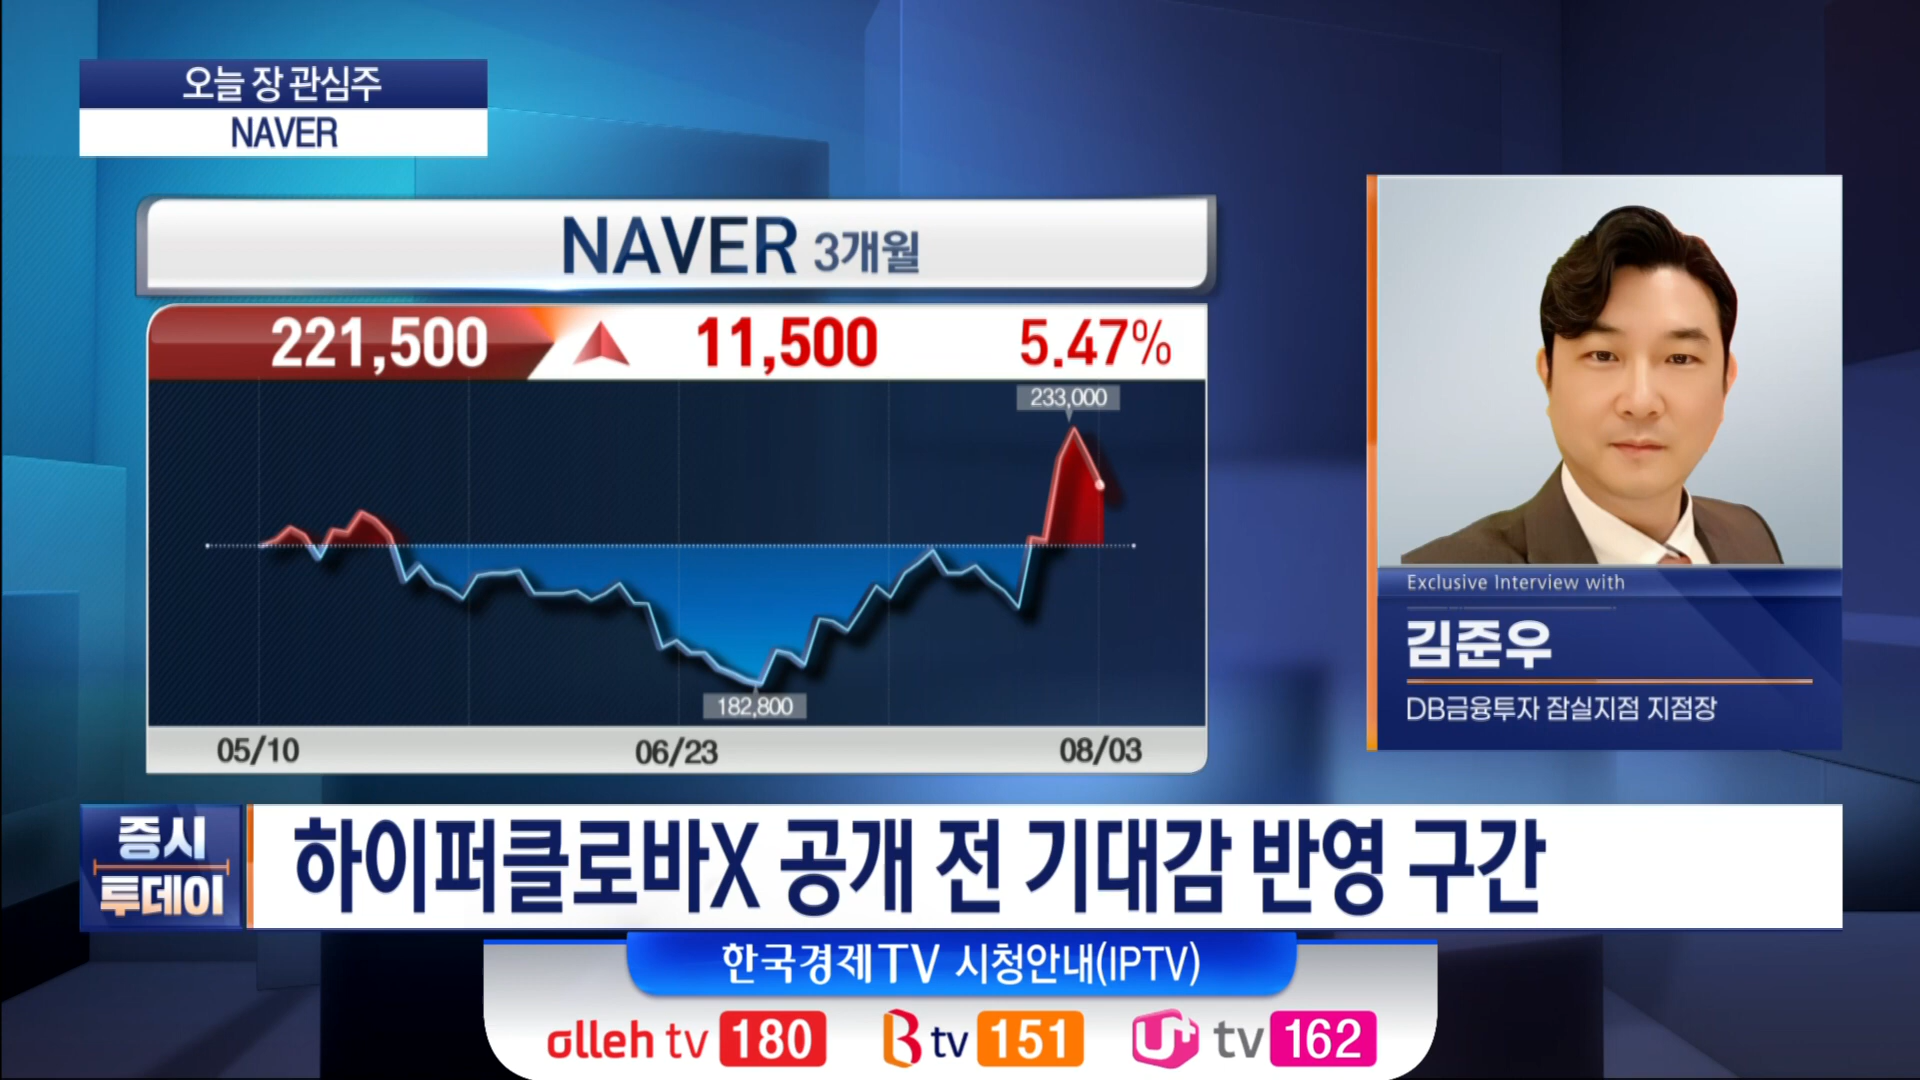 오늘 장 관심주
NAVER
NAVER 3개월
221,500 11,500 5.47%
233,000
182,800
05/10 06/23 08/03
Exclusive Interview with
김준우
DB금융투자 잠실지점 지점장
증시
투데이
하이퍼클로바X 공개 전 기대감 반영 구간
한국경제TV 시청안내(IPTV)
olleh tv 180 B tv 151 U+ tv 162